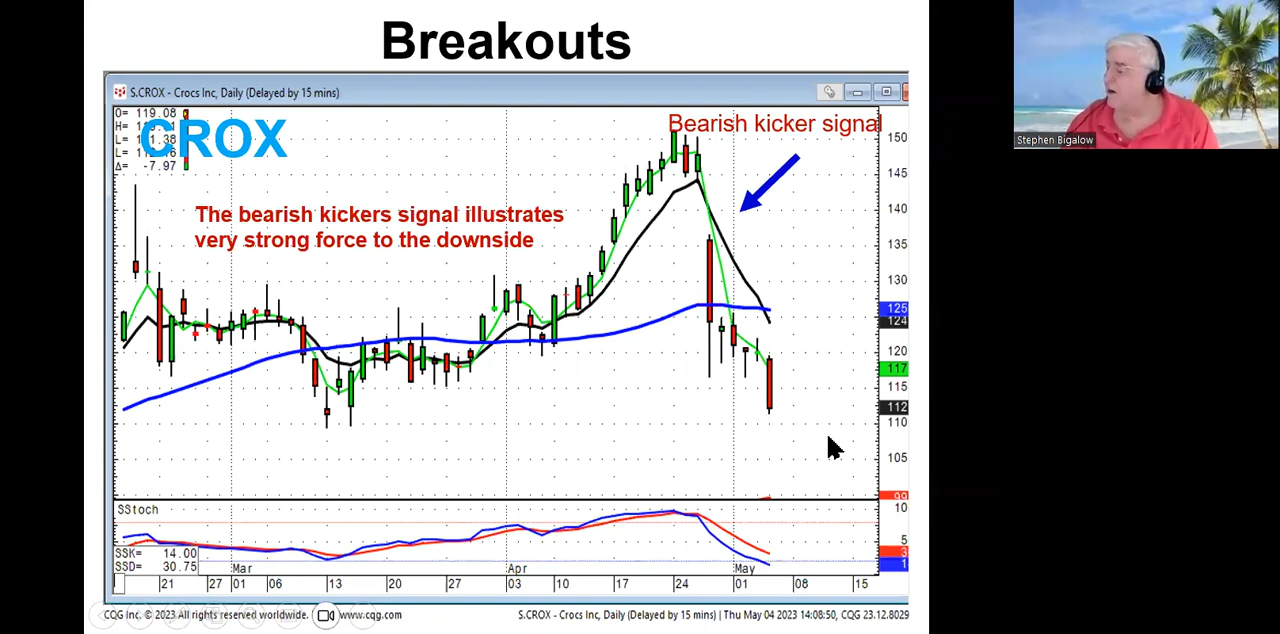 Breakouts
S.CROX - Crocs Inc, Daily (Delayed by 15 mins)
O= 119.08
H=
L=
L=
Δ= -7.97
CROX
Bearish kicker signal
The bearish kickers signal illustrates
very strong force to the downside
150
145
140
135
130
125
124
120
117
115
112
110
105
99
SStoch
10
5
3
1
SSK= 14.00
SSD= 30.75
Mar
Apr
May
21
27
01
06
13
20
27
03
10
17
24
01
08
15
CQG Inc. © 2023 All rights reserved worldwide.
www.cqg.com
S.CROX - Crocs Inc, Daily (Delayed by 15 mins) | Thu May 04 2023 14:08:50, CQG 23.12.8029
Stephen Bigalow